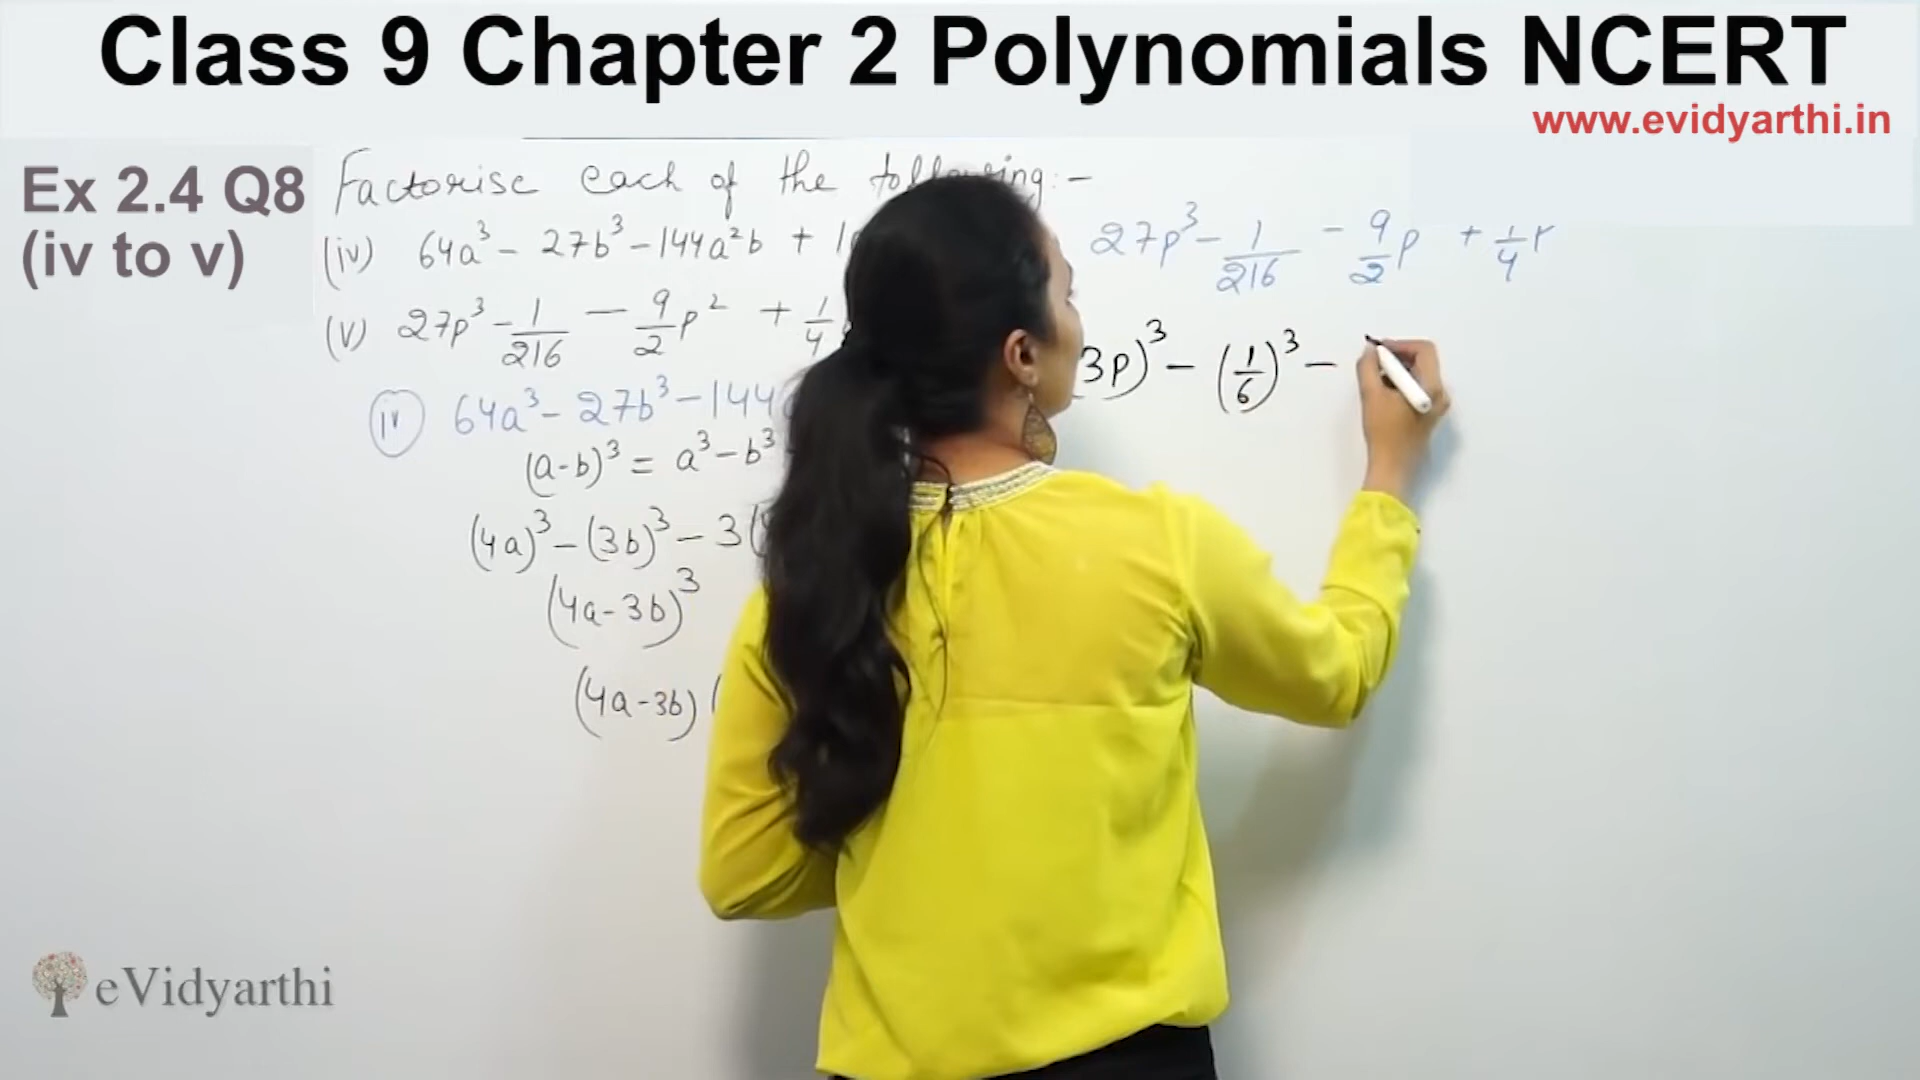 Class 9 Chapter 2 Polynomials NCERT
www.evidyarthi.in
Ex 2.4 Q8
(iv to v)
Factorise each of the following:-
(iv) 64a³ - 27b³ - 144a²b + 1
(v) 27p³ - 1/216 - 9/2 p² + 1/4
(iv) 64a³ - 27b³ - 144
(a-b)³ = a³ - b³
(4a)³ - (3b)³ - 3(
(4a-3b)³
(4a-3b) (
27p³ - 1/216 - 9/2 p + 1/4
3p)³ - (1/6)³ -
eVidyarthi